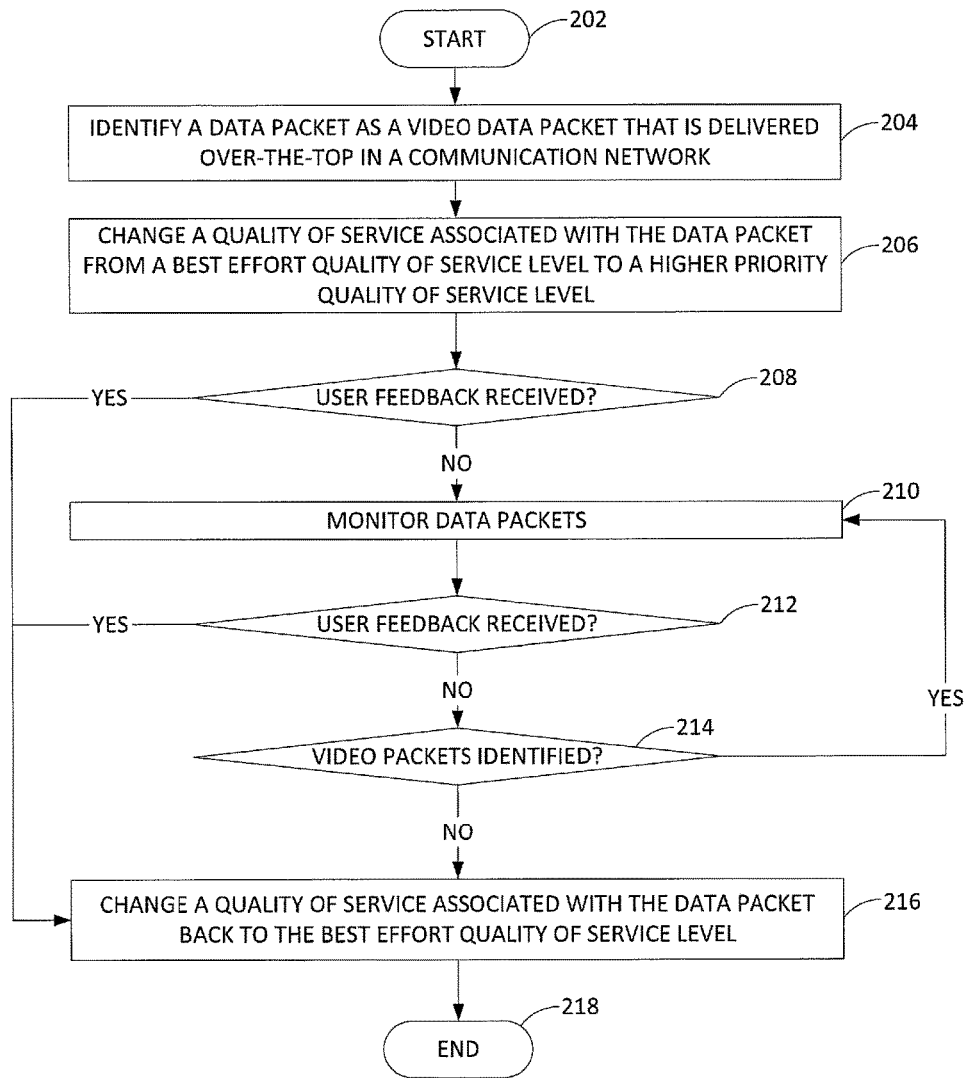 START
202
IDENTIFY A DATA PACKET AS A VIDEO DATA PACKET THAT IS DELIVERED
OVER-THE-TOP IN A COMMUNICATION NETWORK
204
CHANGE A QUALITY OF SERVICE ASSOCIATED WITH THE DATA PACKET
FROM A BEST EFFORT QUALITY OF SERVICE LEVEL TO A HIGHER PRIORITY
QUALITY OF SERVICE LEVEL
206
USER FEEDBACK RECEIVED?
208
YES
NO
MONITOR DATA PACKETS
210
USER FEEDBACK RECEIVED?
212
YES
NO
YES
VIDEO PACKETS IDENTIFIED?
214
NO
CHANGE A QUALITY OF SERVICE ASSOCIATED WITH THE DATA PACKET
BACK TO THE BEST EFFORT QUALITY OF SERVICE LEVEL
216
END
218